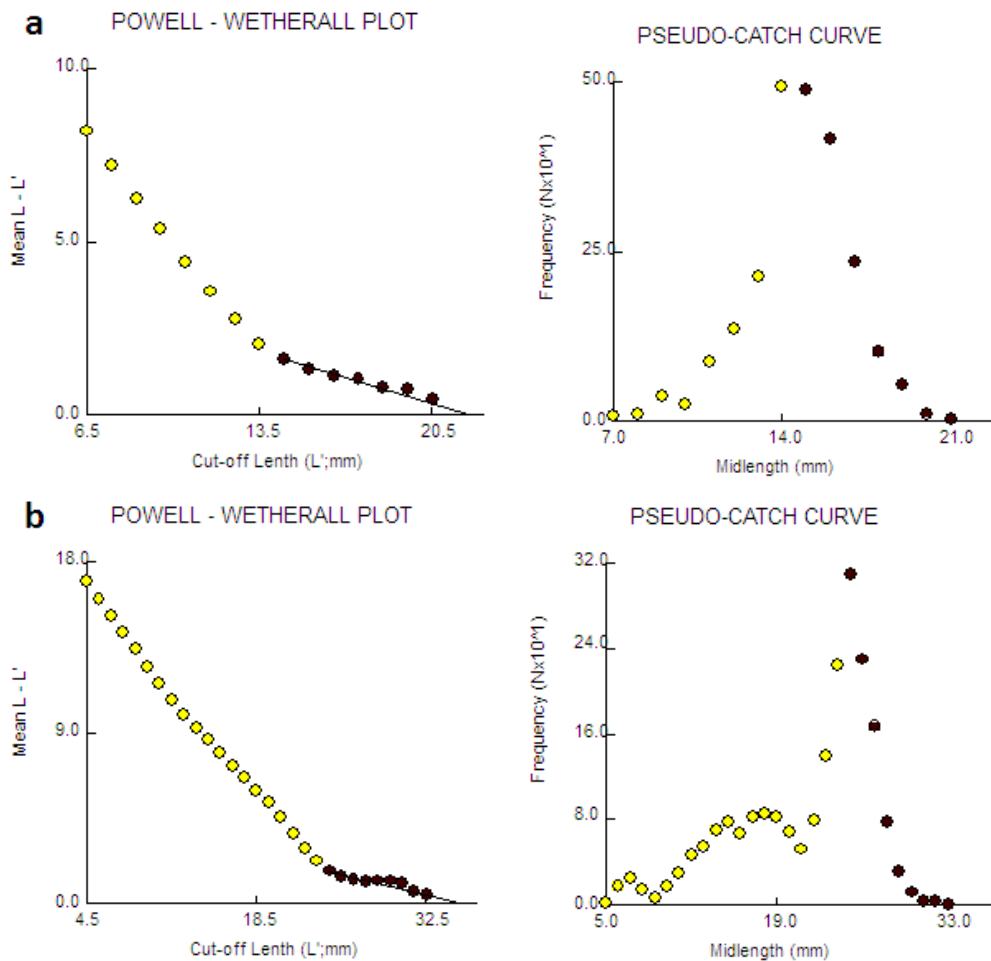 a
POWELL - WETHERALL PLOT
10.0
5.0
0.0
6.5
13.5
20.5
Mean L - L'
Cut-off Lenth (L';mm)
PSEUDO-CATCH CURVE
50.0
25.0
0.0
7.0
14.0
21.0
Frequency (Nx10^1)
Midlength (mm)
b
POWELL - WETHERALL PLOT
18.0
9.0
0.0
4.5
18.5
32.5
Mean L - L'
Cut-off Lenth (L';mm)
PSEUDO-CATCH CURVE
32.0
24.0
16.0
8.0
0.0
5.0
19.0
33.0
Frequency (Nx10^1)
Midlength (mm)